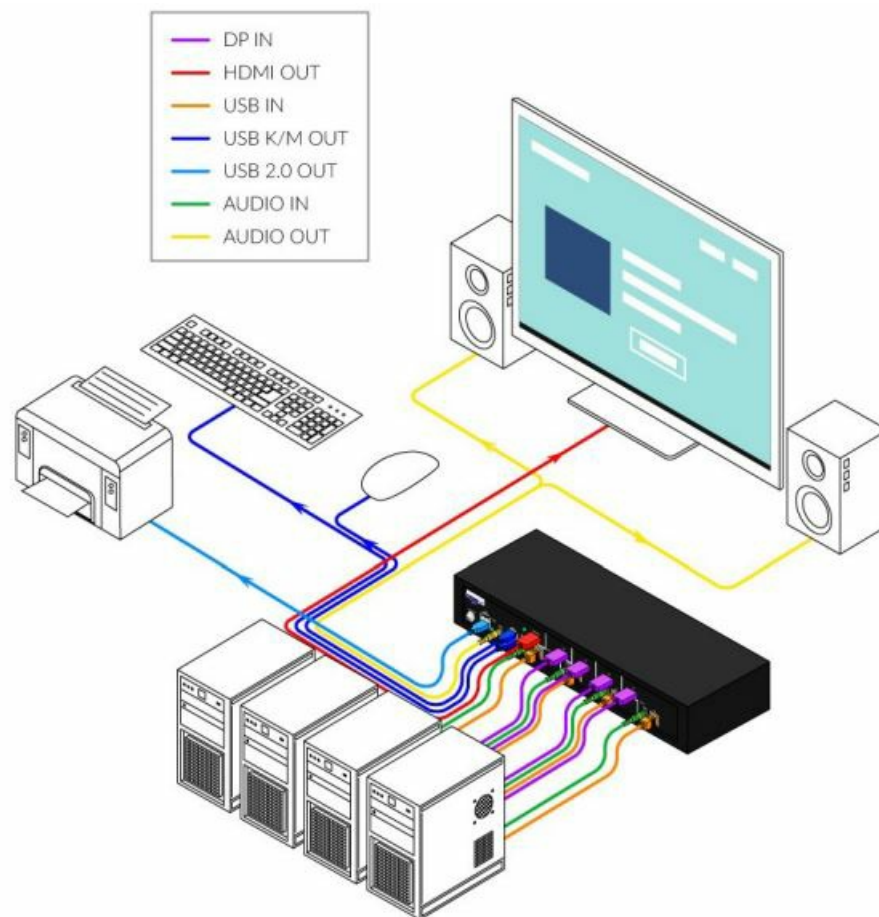 DP IN
HDMI OUT
USB IN
USB K/M OUT
USB 2.0 OUT
AUDIO IN
AUDIO OUT